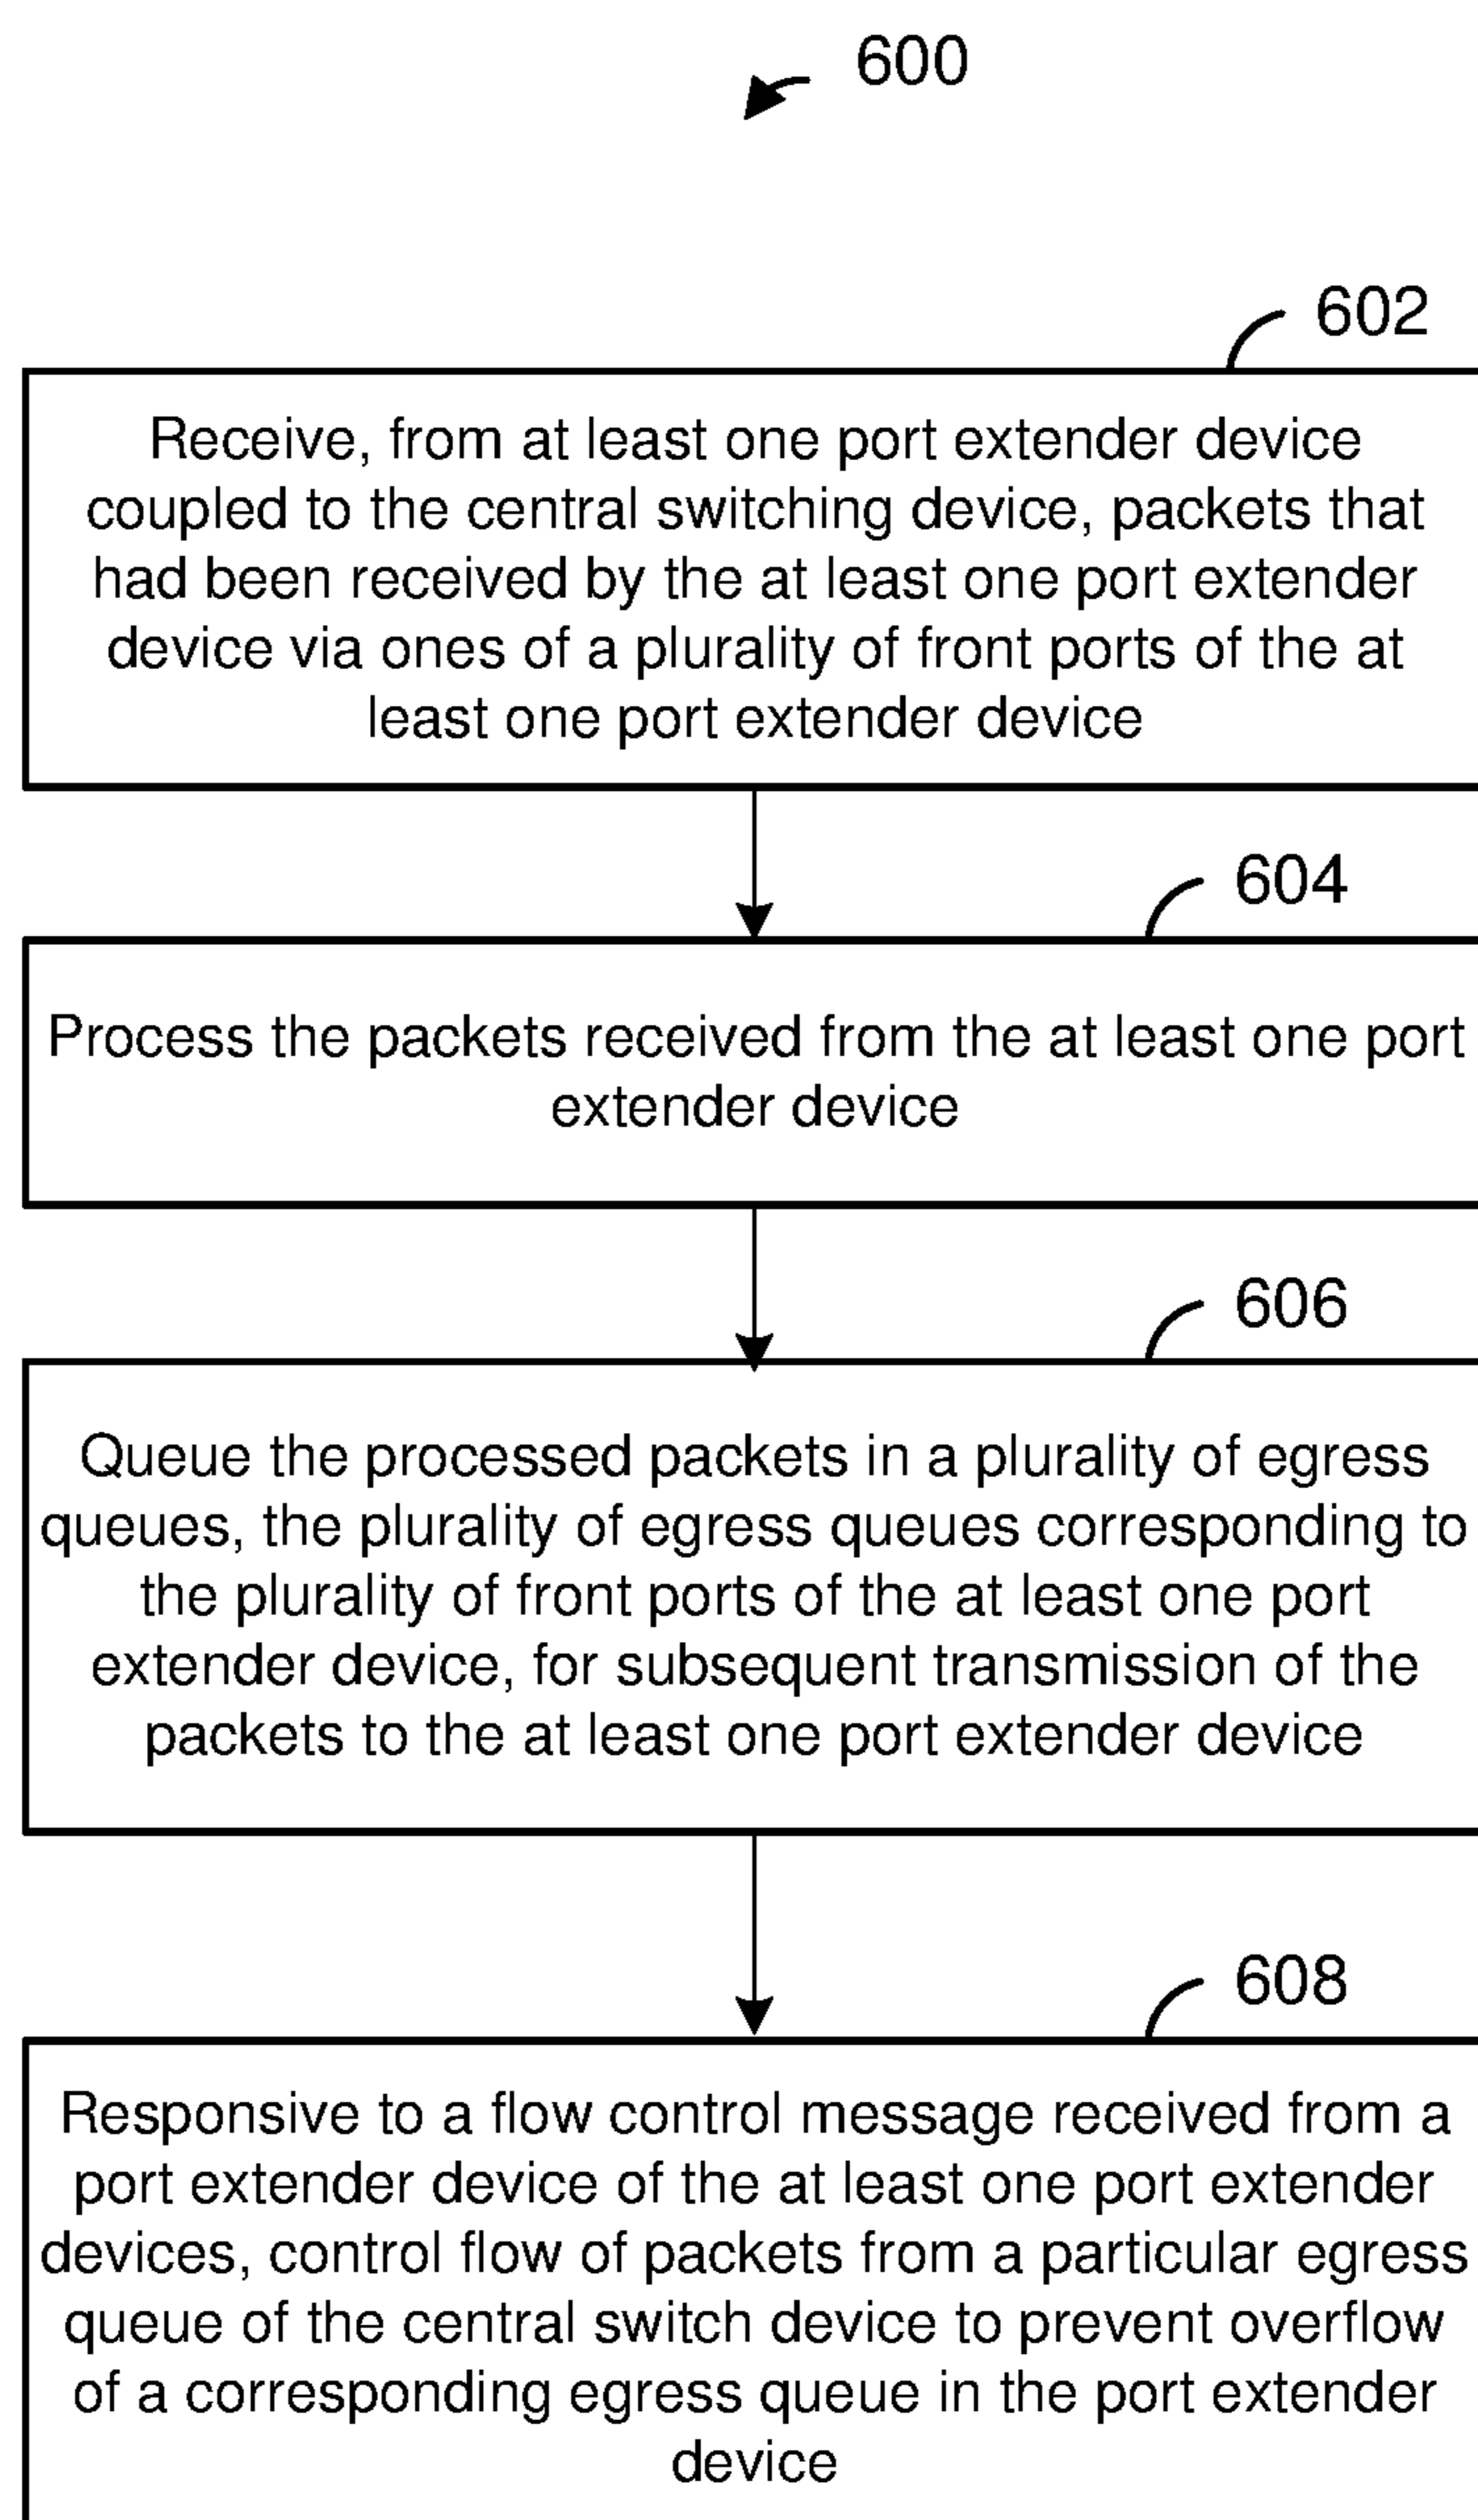 600
602
Receive, from at least one port extender device
coupled to the central switching device, packets that
had been received by the at least one port extender
device via ones of a plurality of front ports of the at
least one port extender device
604
Process the packets received from the at least one port
extender device
606
Queue the processed packets in a plurality of egress
queues, the plurality of egress queues corresponding to
the plurality of front ports of the at least one port
extender device, for subsequent transmission of the
packets to the at least one port extender device
608
Responsive to a flow control message received from a
port extender device of the at least one port extender
devices, control flow of packets from a particular egress
queue of the central switch device to prevent overflow
of a corresponding egress queue in the port extender
device